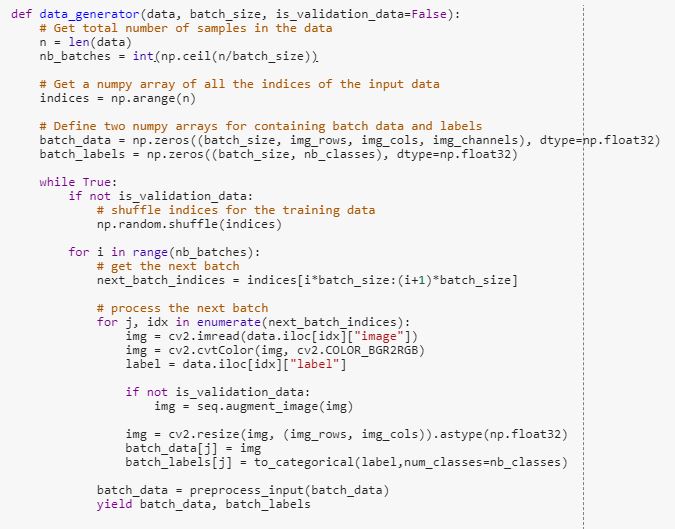 def data_generator(data, batch_size, is_validation_data=False):
    # Get total number of samples in the data
    n = len(data)
    nb_batches = int(np.ceil(n/batch_size))

    # Get a numpy array of all the indices of the input data
    indices = np.arange(n)

    # Define two numpy arrays for containing batch data and labels
    batch_data = np.zeros((batch_size, img_rows, img_cols, img_channels), dtype=np.float32)
    batch_labels = np.zeros((batch_size, nb_classes), dtype=np.float32)

    while True:
        if not is_validation_data:
            # shuffle indices for the training data
            np.random.shuffle(indices)

        for i in range(nb_batches):
            # get the next batch
            next_batch_indices = indices[i*batch_size:(i+1)*batch_size]

            # process the next batch
            for j, idx in enumerate(next_batch_indices):
                img = cv2.imread(data.iloc[idx]["image"])
                img = cv2.cvtColor(img, cv2.COLOR_BGR2RGB)
                label = data.iloc[idx]["label"]

                if not is_validation_data:
                    img = seq.augment_image(img)

                img = cv2.resize(img, (img_rows, img_cols)).astype(np.float32)
                batch_data[j] = img
                batch_labels[j] = to_categorical(label,num_classes=nb_classes)

            batch_data = preprocess_input(batch_data)
            yield batch_data, batch_labels